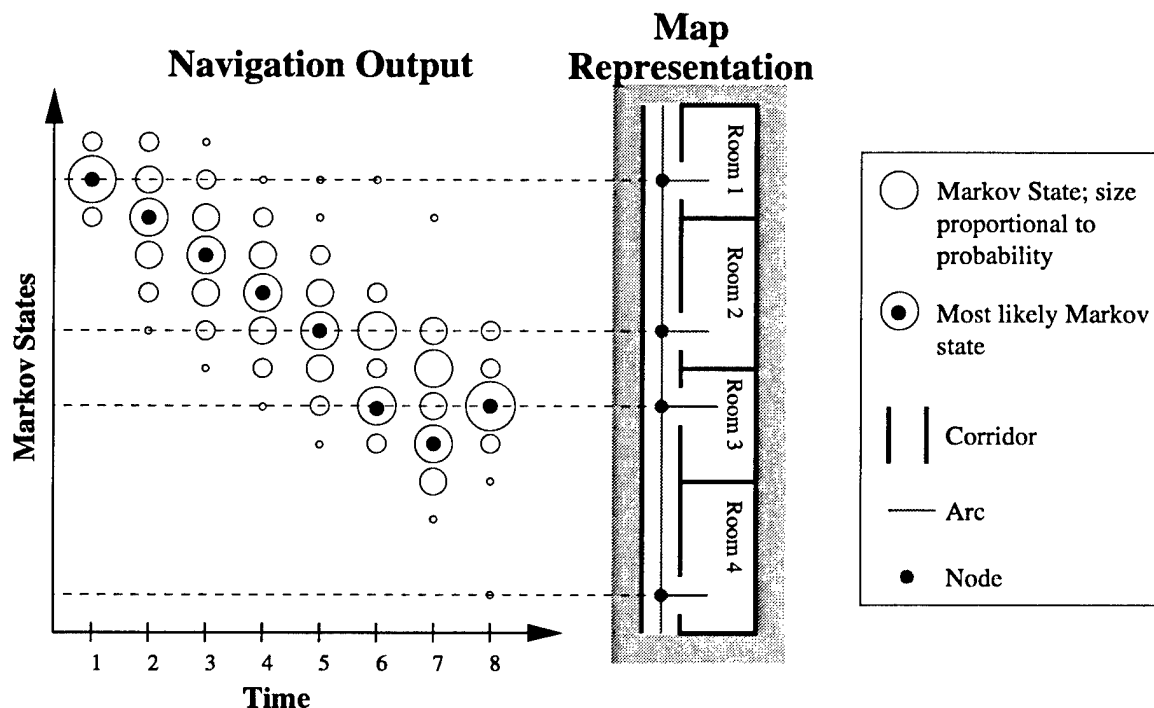 Navigation Output
Map
Representation
Markov States
1 2 3 4 5 6 7 8
Time
Room 1
Room 2
Room 3
Room 4
Markov State; size
proportional to
probability
Most likely Markov
state
Corridor
Arc
Node